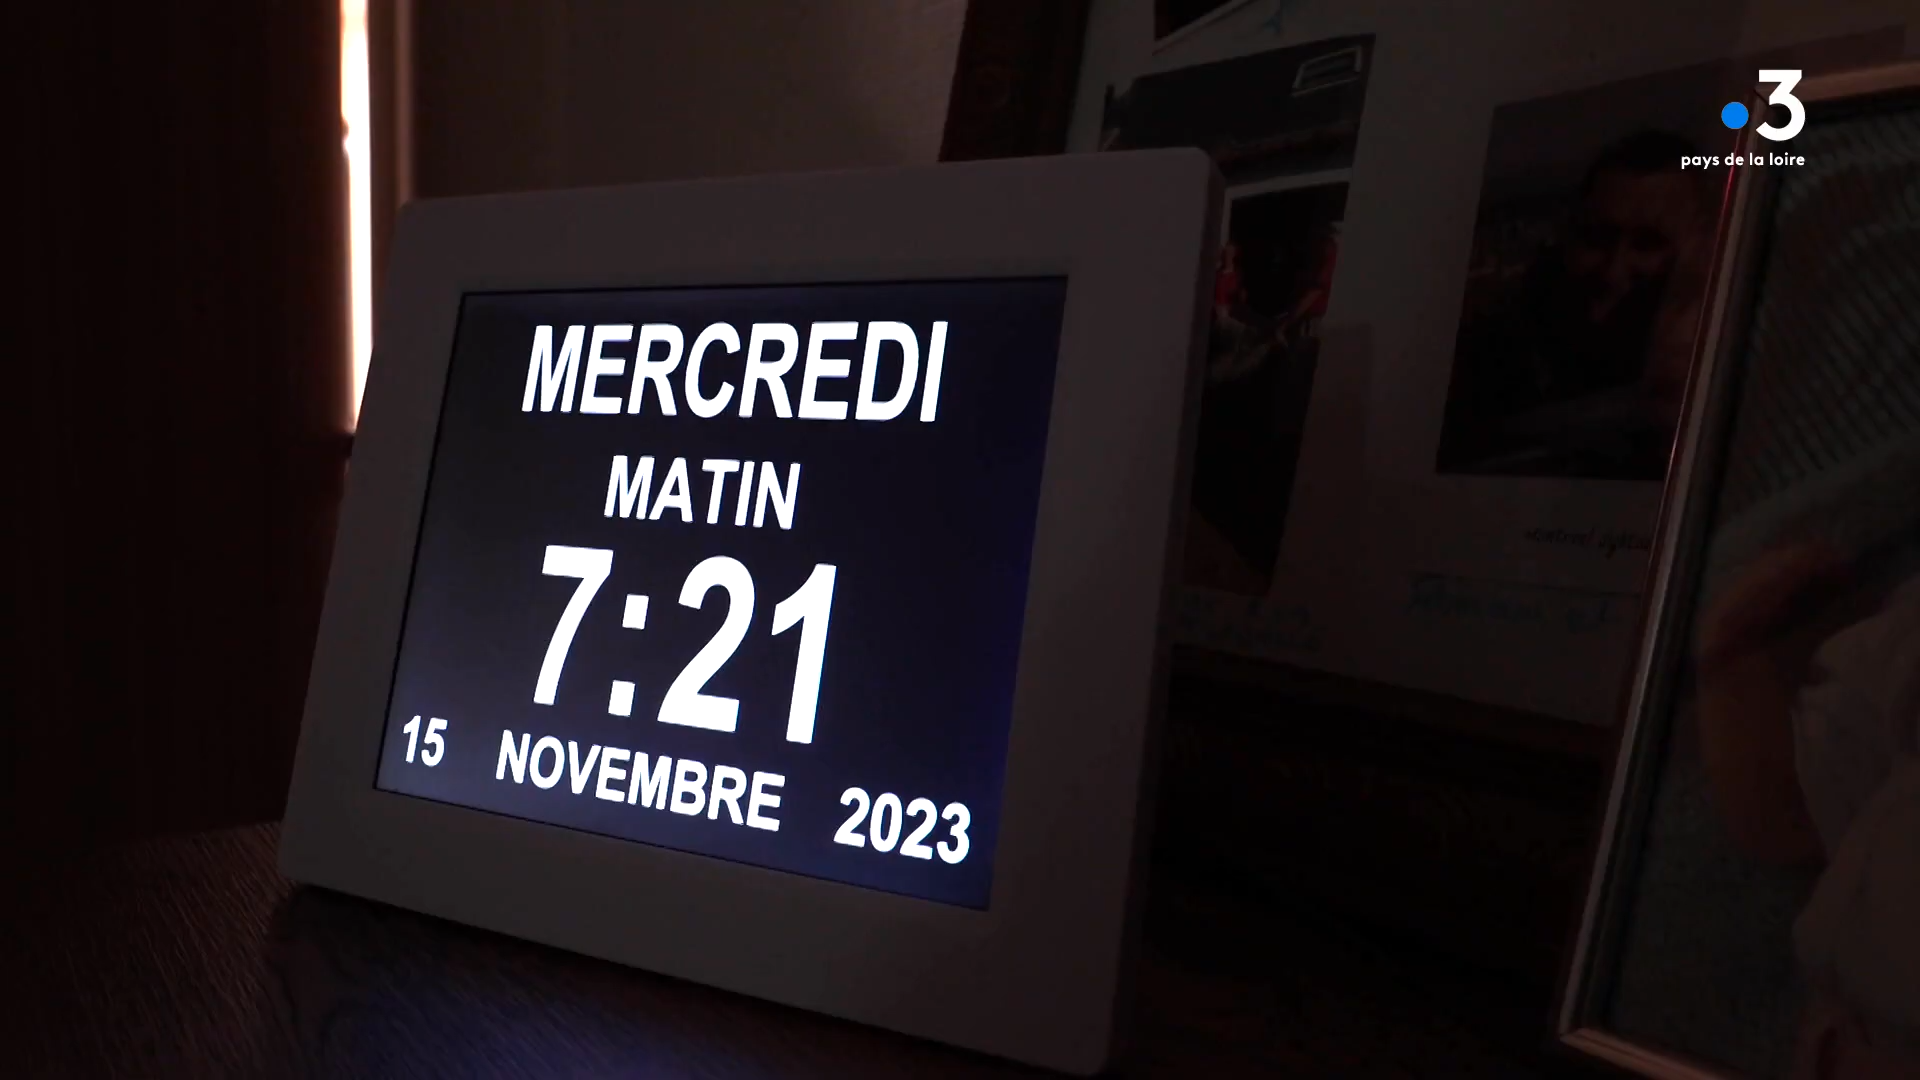 3
pays de la loire
MERCREDI
MATIN
7:21
15 NOVEMBRE 2023